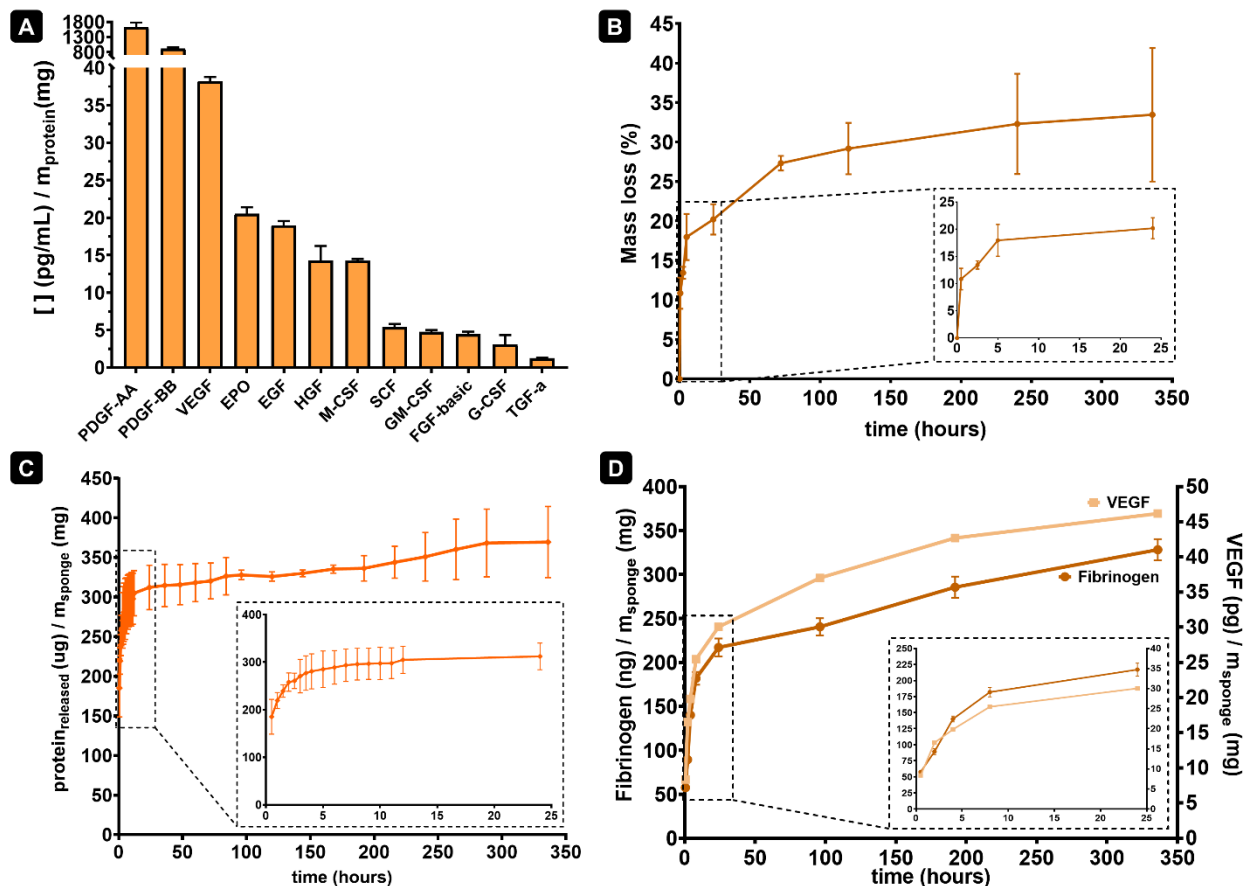 A
1800
1300
800
40
35
30
25
20
15
10
5
0
[ ] (pg/mL) / mprotein(mg)
PDGF-AA
PDGF-BB
VEGF
EPO
EGF
HGF
M-CSF
SCF
GM-CSF
FGF-basic
G-CSF
TGF-a
B
45
40
35
30
25
20
15
10
5
0
Mass loss (%)
0 50 100 150 200 250 300 350
time (hours)
25
20
15
10
5
0
0 5 10 15 20 25
C
450
400
350
300
250
200
150
100
50
0
proteinreleased (ug) / msponge (mg)
0 50 100 150 200 250 300 350
time (hours)
400
300
200
100
0
0 5 10 15 20 25
D
400
350
300
250
200
150
100
50
0
Fibrinogen (ng) / msponge (mg)
0 50 100 150 200 250 300 350
time (hours)
50
45
40
35
30
25
20
15
10
5
0
VEGF (pg) / msponge (mg)
VEGF
Fibrinogen
250
225
200
175
150
125
100
75
50
25
0
0 5 10 15 20 25
40
35
30
25
20
15
10
5
0